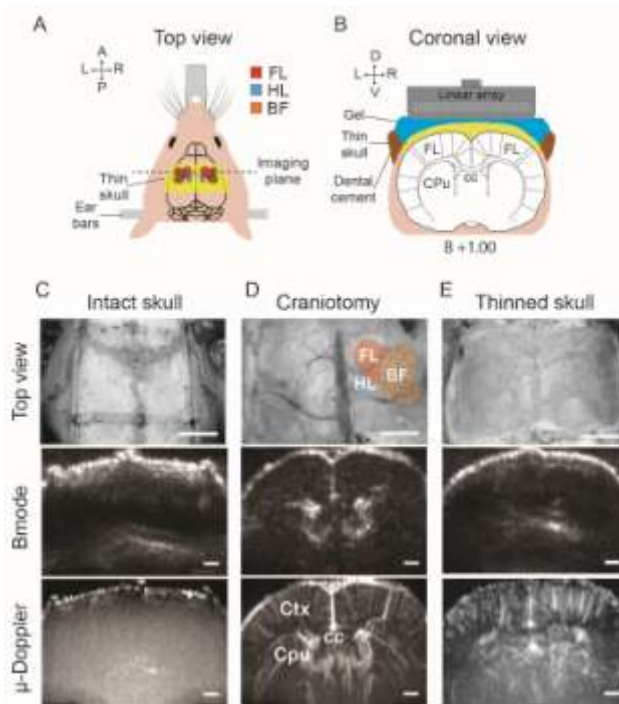 A
Top view
A
L R
P
FL
HL
BF
Thin
skull
Imaging
plane
Ear
bars
B
Coronal view
D
L R
V
Linear array
Gel
Thin
skull
Dental
cement
FL
FL
CPu
cc
B +1.00
C
Intact skull
D
Craniotomy
E
Thinned skull
Top view
FL
HL
BF
Bmode
μ-Doppler
Ctx
cc
Cpu